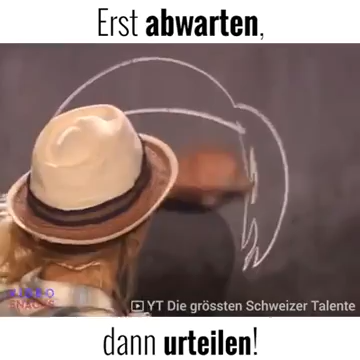 Erst abwarten,
YT Die grössten Schweizer Talente
dann urteilen!